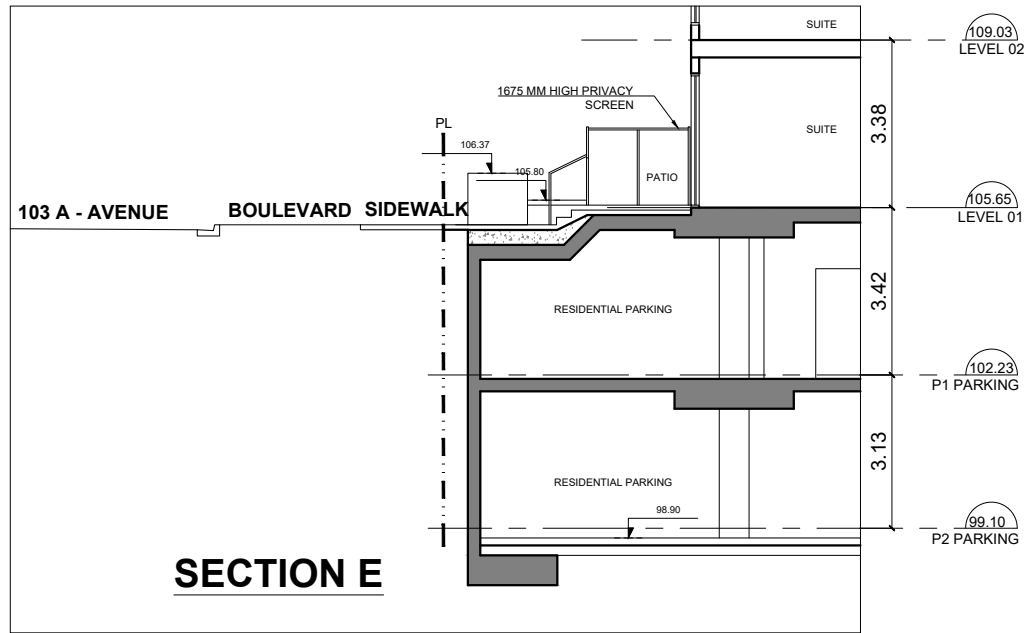 SUITE
109.03
LEVEL 02
1675 MM HIGH PRIVACY
SCREEN
3.38
PL
SUITE
106.37
105.80
PATIO
103 A - AVENUE
BOULEVARD
SIDEWALK
105.65
LEVEL 01
3.42
RESIDENTIAL PARKING
102.23
P1 PARKING
3.13
RESIDENTIAL PARKING
98.90
99.10
P2 PARKING
SECTION E